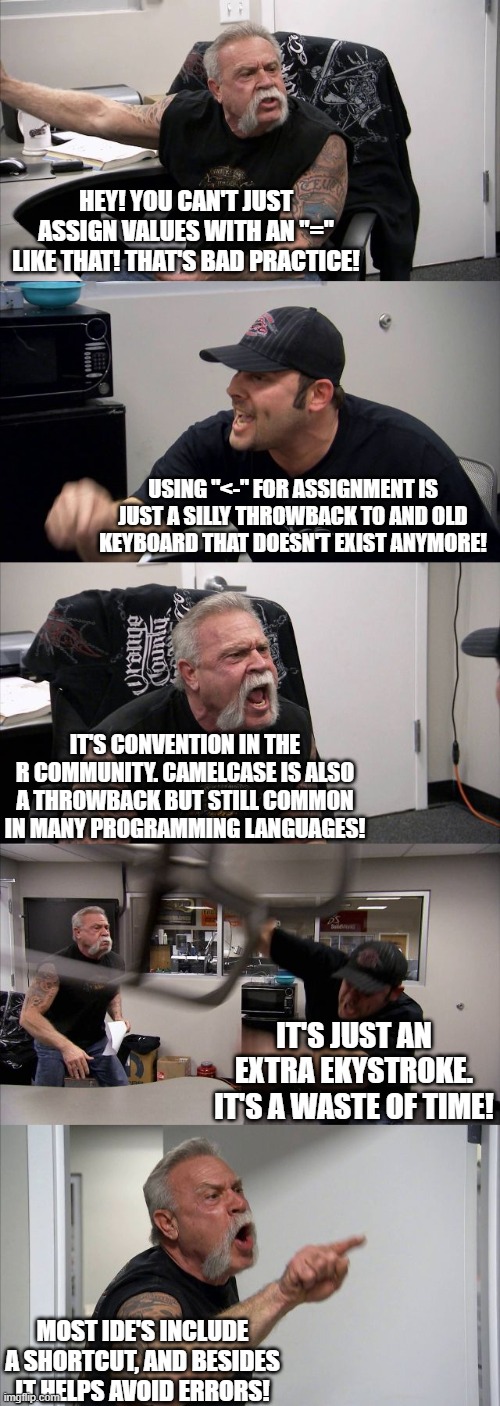 HEY! YOU CAN'T JUST
ASSIGN VALUES WITH AN "="
LIKE THAT! THAT'S BAD PRACTICE!
USING "<-" FOR ASSIGNMENT IS
JUST A SILLY THROWBACK TO AND OLD
KEYBOARD THAT DOESN'T EXIST ANYMORE!
Orange
County
IT'S CONVENTION IN THE
R COMMUNITY. CAMELCASE IS ALSO
A THROWBACK BUT STILL COMMON
IN MANY PROGRAMMING LANGUAGES!
IT'S JUST AN
EXTRA EKYSTROKE.
IT'S A WASTE OF TIME!
MOST IDE'S INCLUDE
A SHORTCUT, AND BESIDES
IT HELPS AVOID ERRORS!
imgflip.com